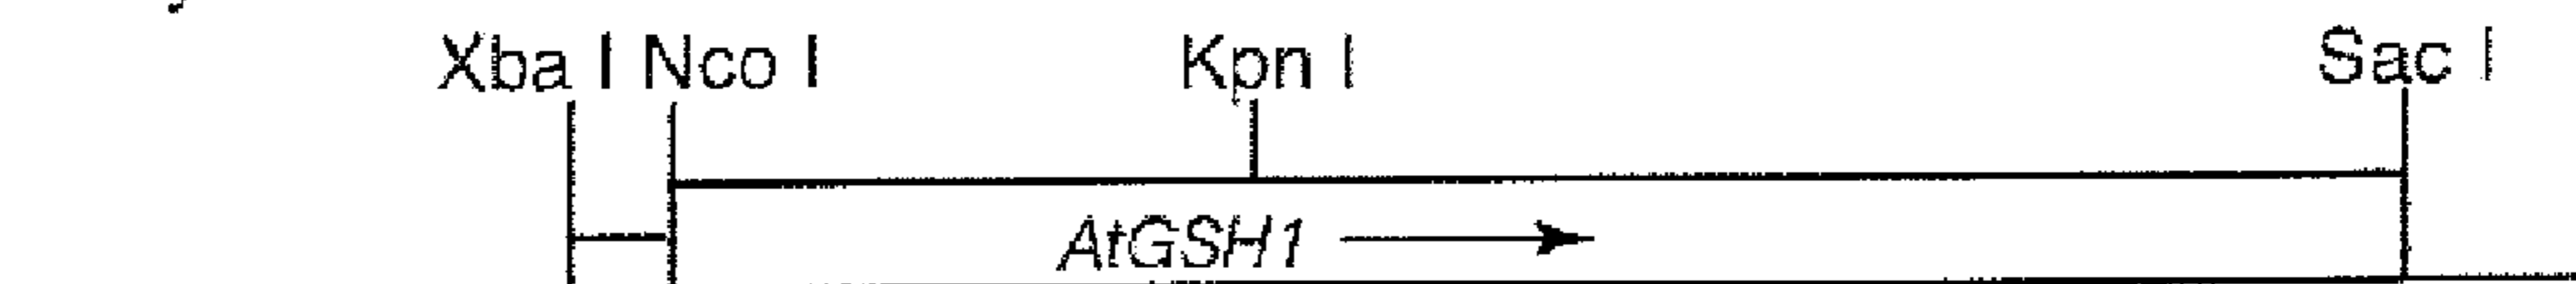 Xba I Nco I Kpn I Sac I
AtGSH1